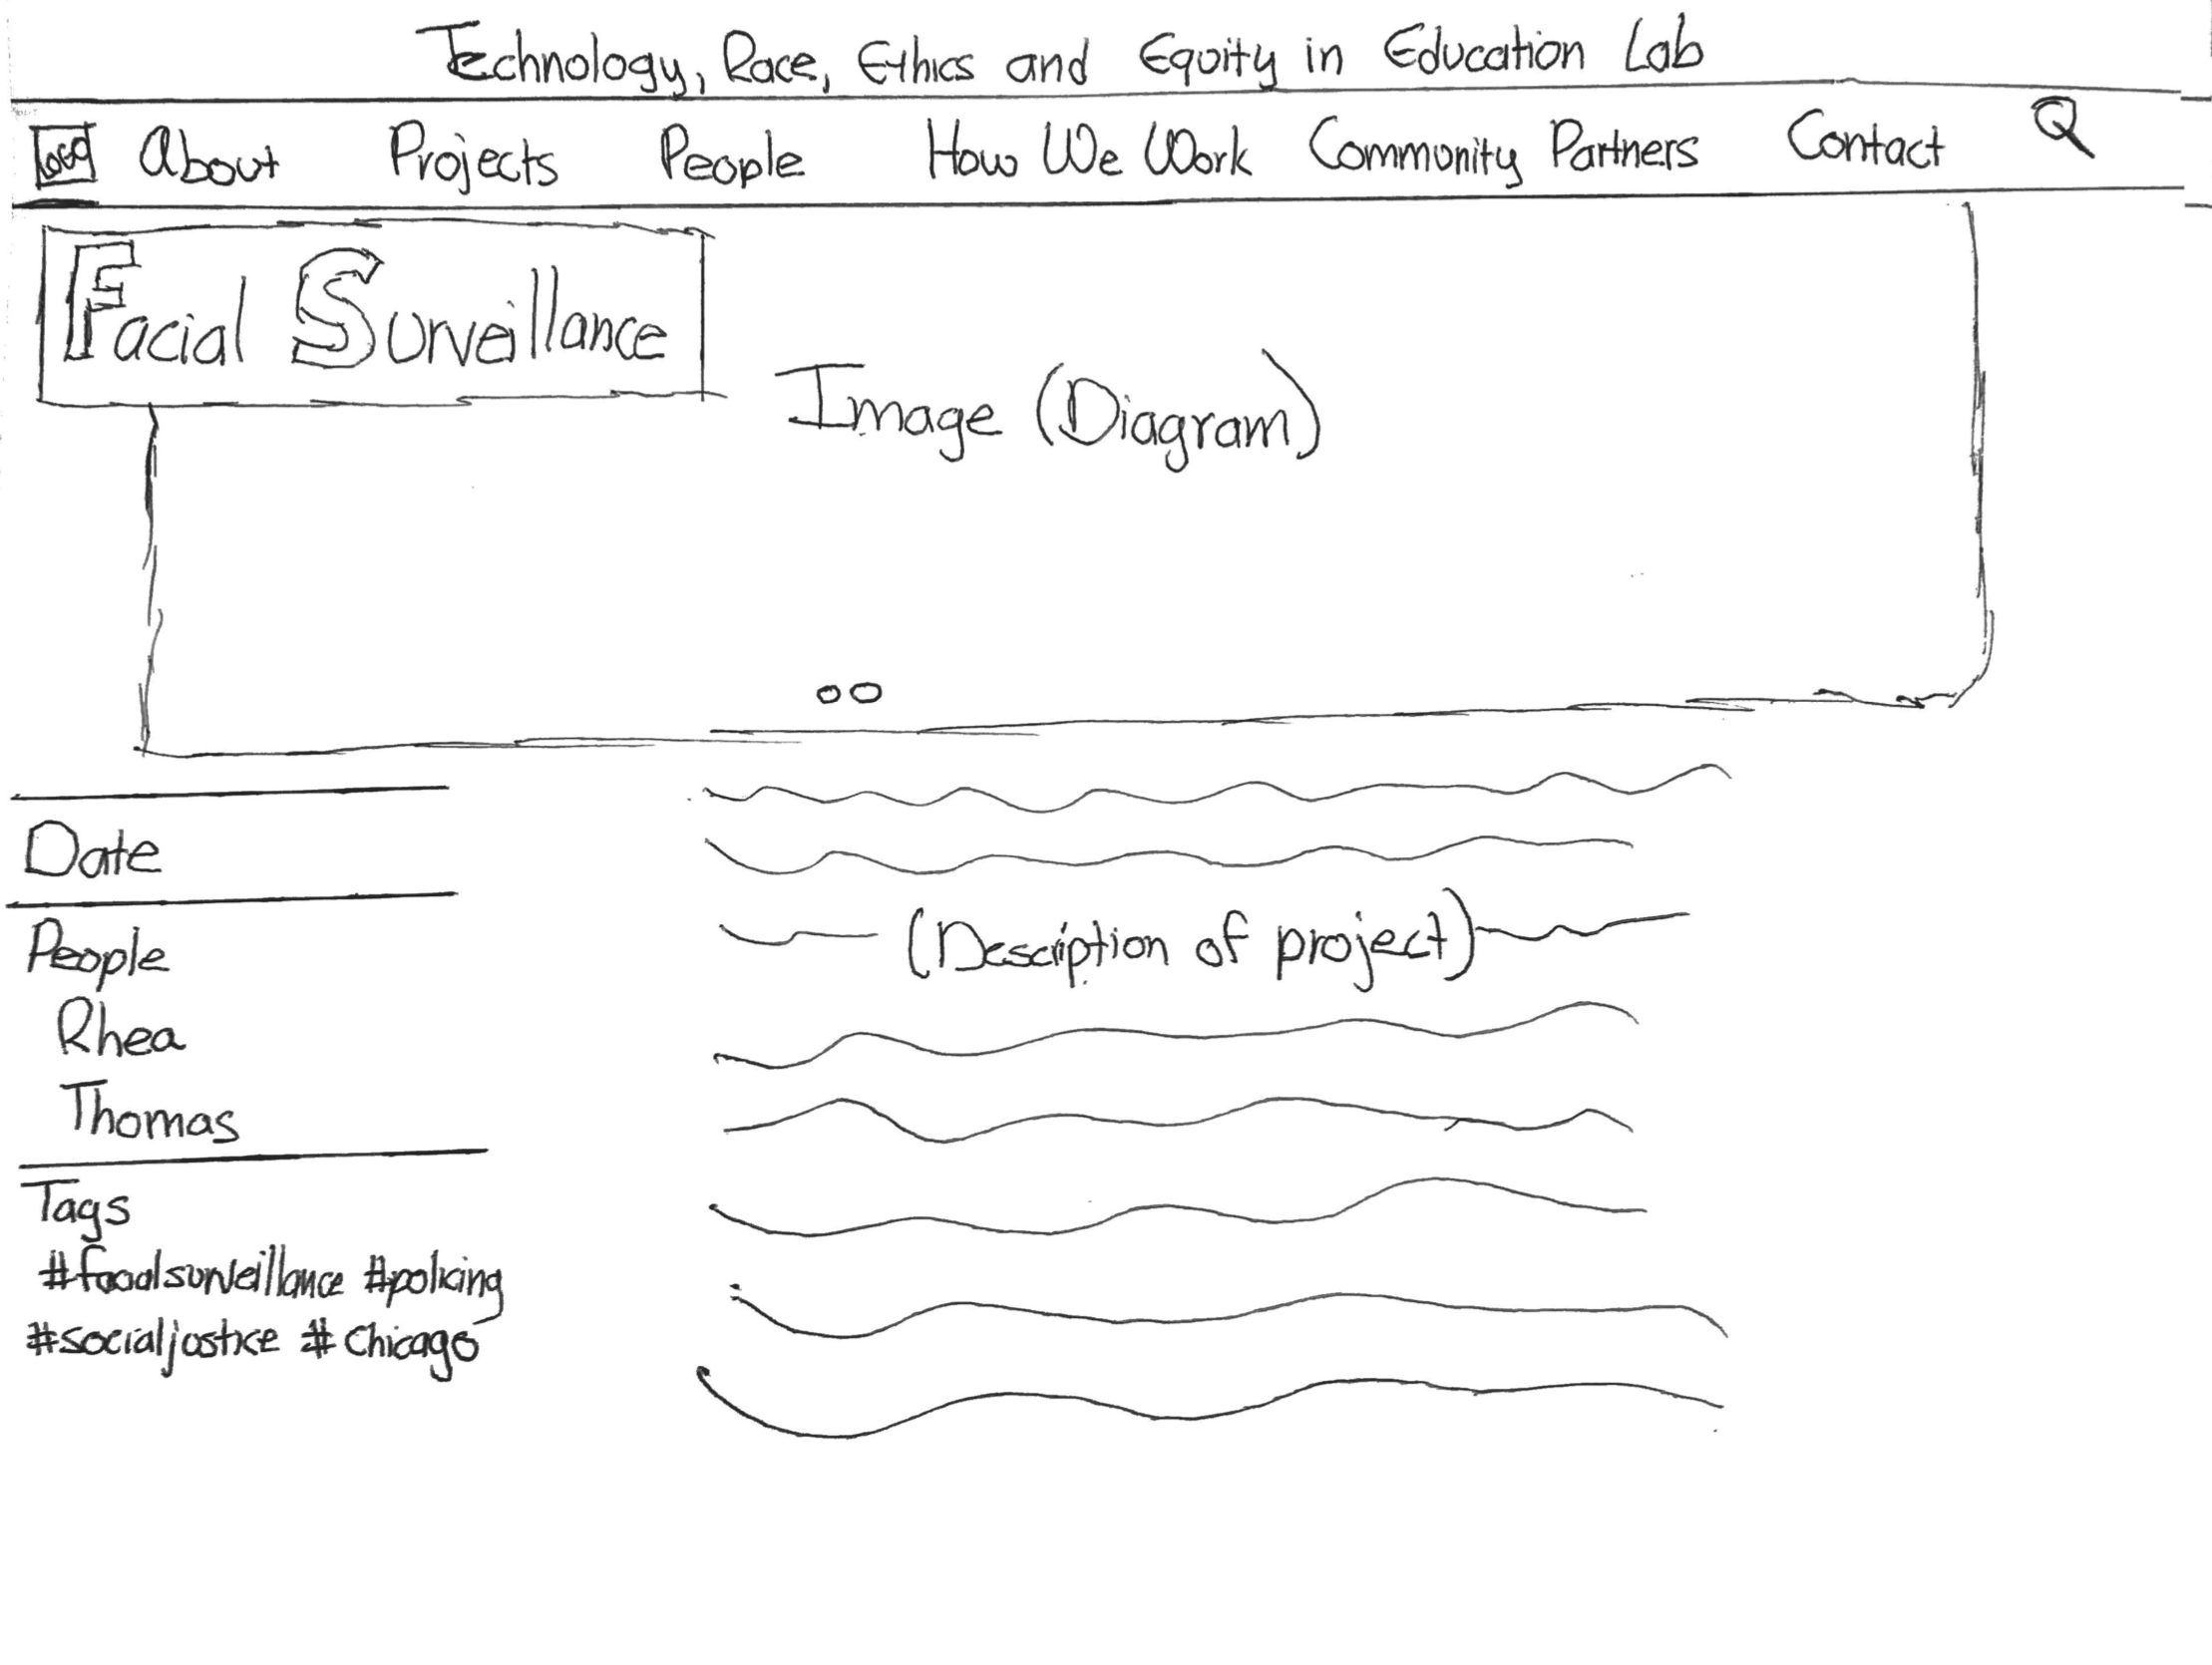 Technology, Race, Ethics and Equity in Education Lab
Logo About Projects People How We Work Community Partners Contact
Facial Surveillance
Image (Diagram)
Date
(Description of project)
People
Rhea
Thomas
Tags
#facialsurveillance #policing
#socialjustice #Chicago